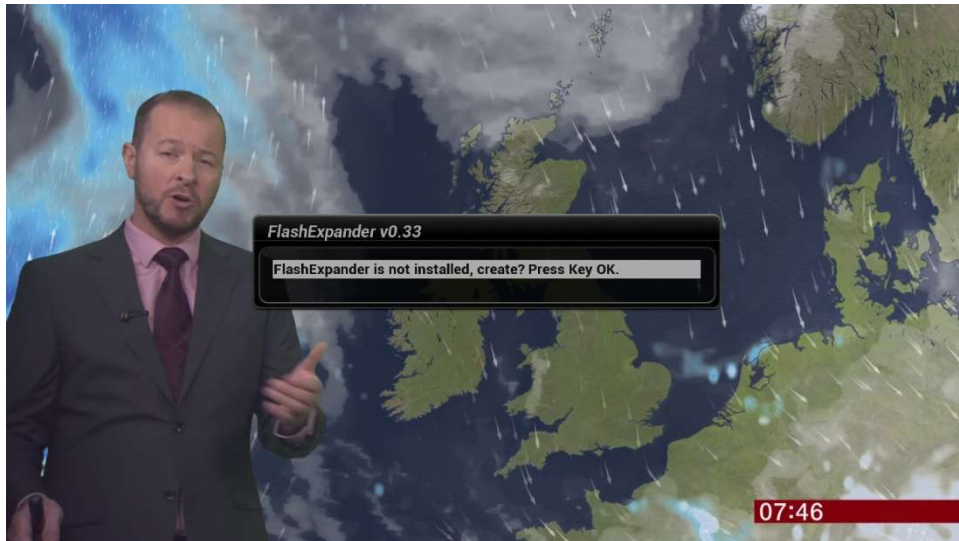 FlashExpander v0.33
FlashExpander is not installed, create? Press Key OK.
07:46